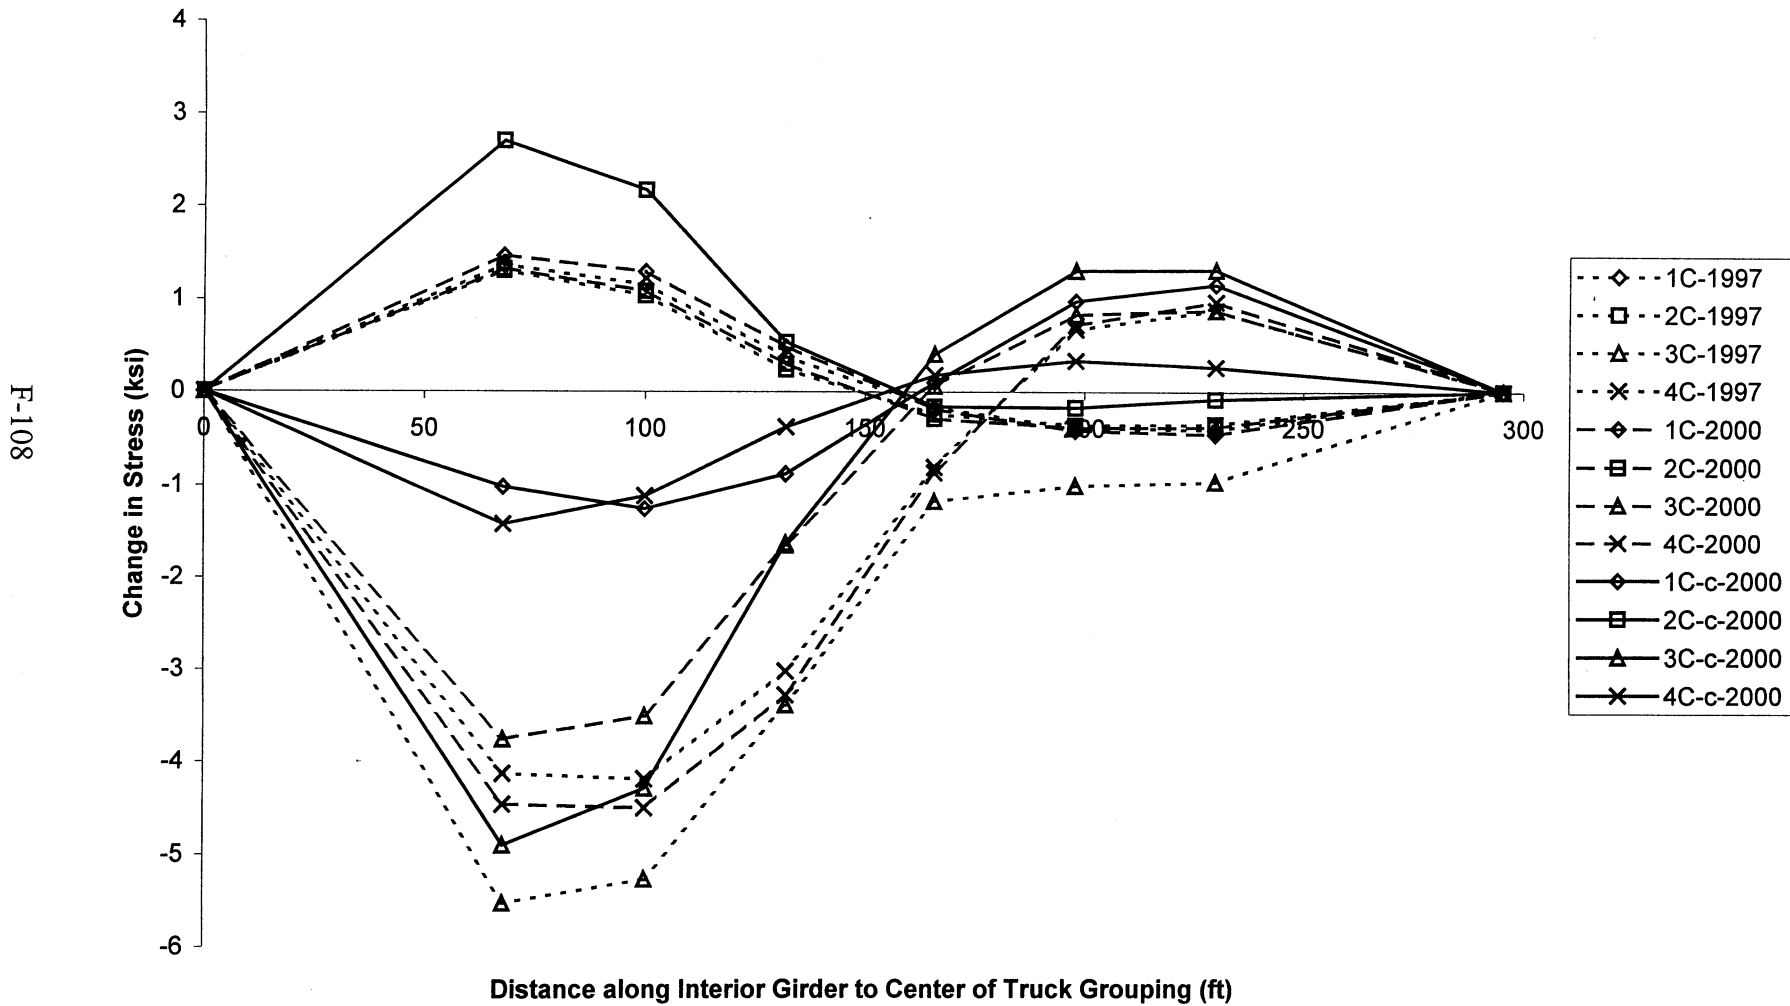 4
3
2
1
0
-1
-2
-3
-4
-5
-6
0
50
100
150
200
250
300
Change in Stress (ksi)
Distance along Interior Girder to Center of Truck Grouping (ft)
F-108
1C-1997
2C-1997
3C-1997
4C-1997
1C-2000
2C-2000
3C-2000
4C-2000
1C-c-2000
2C-c-2000
3C-c-2000
4C-c-2000